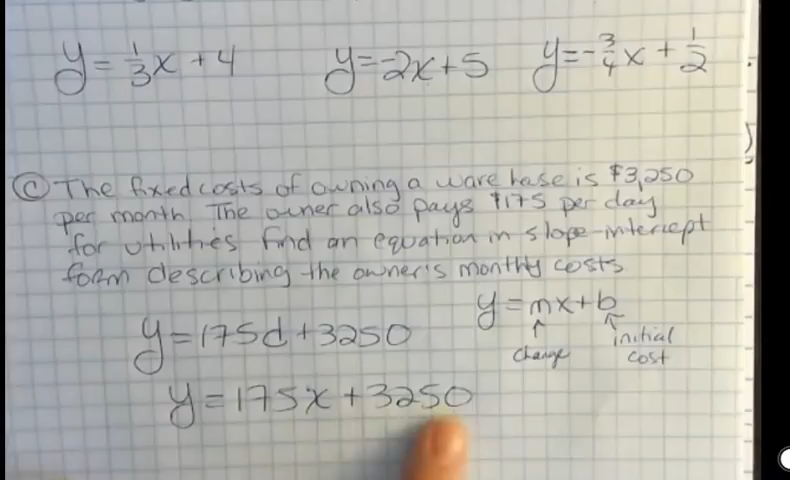 y = 1/3 x + 4 y = -2x + 5 y = -3/4 x + 1/2
C The fixed costs of owning a ware hase is $3,250
per month. The owner also pays $175 per day
for utilities find an equation in slope-intercept
form describing the owner's monthly costs
y = 175d + 3250
y = mx + b
change
initial
cost
y = 175x + 3250